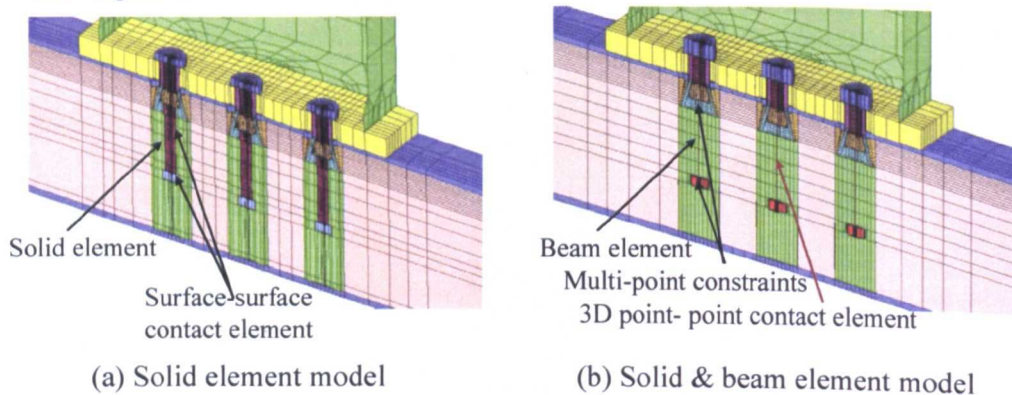 Solid element
Surface-surface
contact element
(a) Solid element model
Beam element
Multi-point constraints
3D point- point contact element
(b) Solid & beam element model